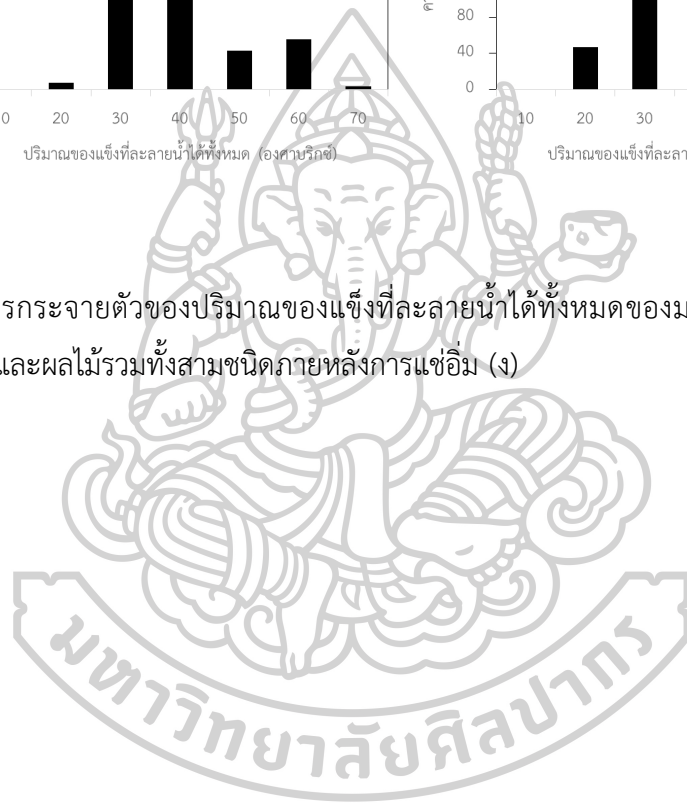 80
40
0
0 20 30 40 50 60 70
10 20 30
ปริมาณของแข็งที่ละลายน้ำได้ทั้งหมด (องศาบริกซ์)
ปริมาณของแข็งที่ละลา
รกระจายตัวของปริมาณของแข็งที่ละลายน้ำได้ทั้งหมดของม
และผลไม้รวมทั้งสามชนิดภายหลังการแช่อิ่ม (ง)
มหาวิทยาลัยศิลปากร